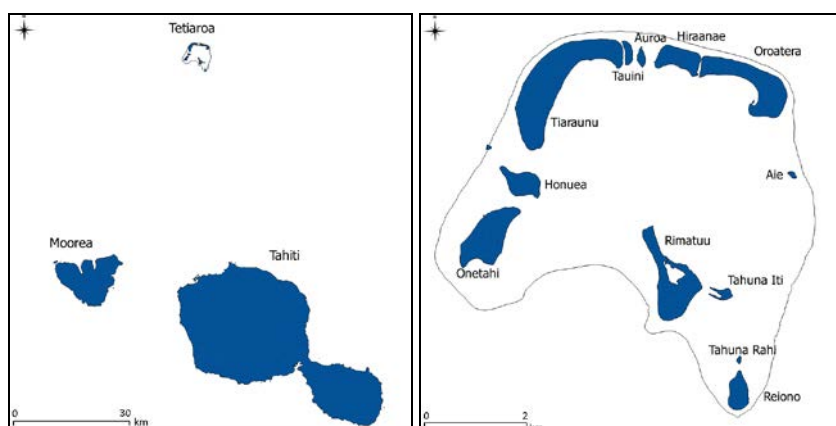 Tetiaroa
Moorea
Tahiti
0 30
km
Auroa Hiraanae
Oroatera
Tauini
Tiaraunu
Honuea
Aie
Rimatuu
Onetahi
Tahuna Iti
Tahuna Rahi
Reiono
0 2
km